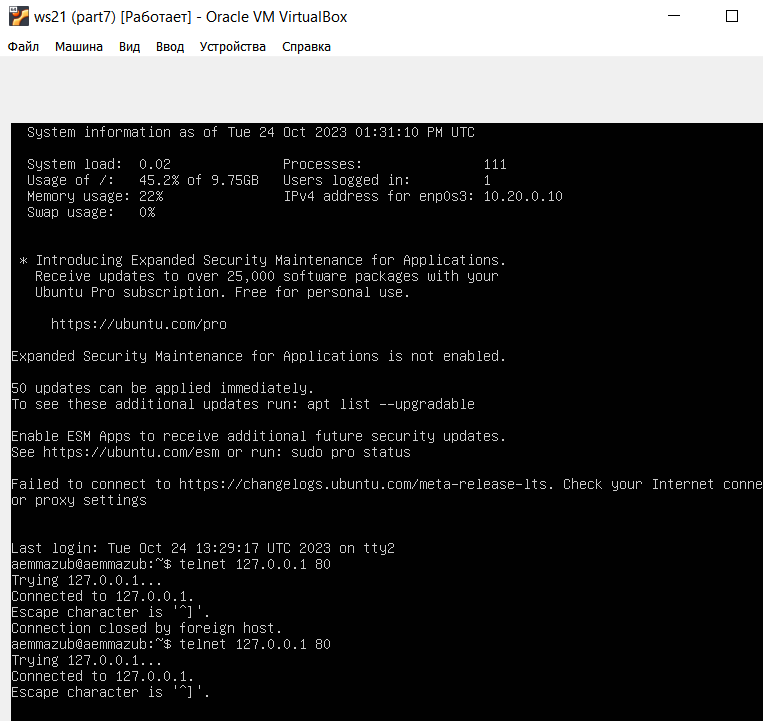 ws21 (part7) [Работает] - Oracle VM VirtualBox
Файл Машина Вид Ввод Устройства Справка
System information as of Tue 24 Oct 2023 01:31:10 PM UTC
System load: 0.02 Processes: 111
Usage of /: 45.2% of 9.75GB Users logged in: 1
Memory usage: 22% IPv4 address for enp0s3: 10.20.0.10
Swap usage: 0%
* Introducing Expanded Security Maintenance for Applications.
Receive updates to over 25,000 software packages with your
Ubuntu Pro subscription. Free for personal use.
https://ubuntu.com/pro
Expanded Security Maintenance for Applications is not enabled.
50 updates can be applied immediately.
To see these additional updates run: apt list --upgradable
Enable ESM Apps to receive additional future security updates.
See https://ubuntu.com/esm or run: sudo pro status
Failed to connect to https://changelogs.ubuntu.com/meta-release-lts. Check your Internet conne
or proxy settings
Last login: Tue Oct 24 13:29:17 UTC 2023 on tty2
aemmazub@aemmazub:~$ telnet 127.0.0.1 80
Trying 127.0.0.1...
Connected to 127.0.0.1.
Escape character is '^]'.
Connection closed by foreign host.
aemmazub@aemmazub:~$ telnet 127.0.0.1 80
Trying 127.0.0.1...
Connected to 127.0.0.1.
Escape character is '^]'.